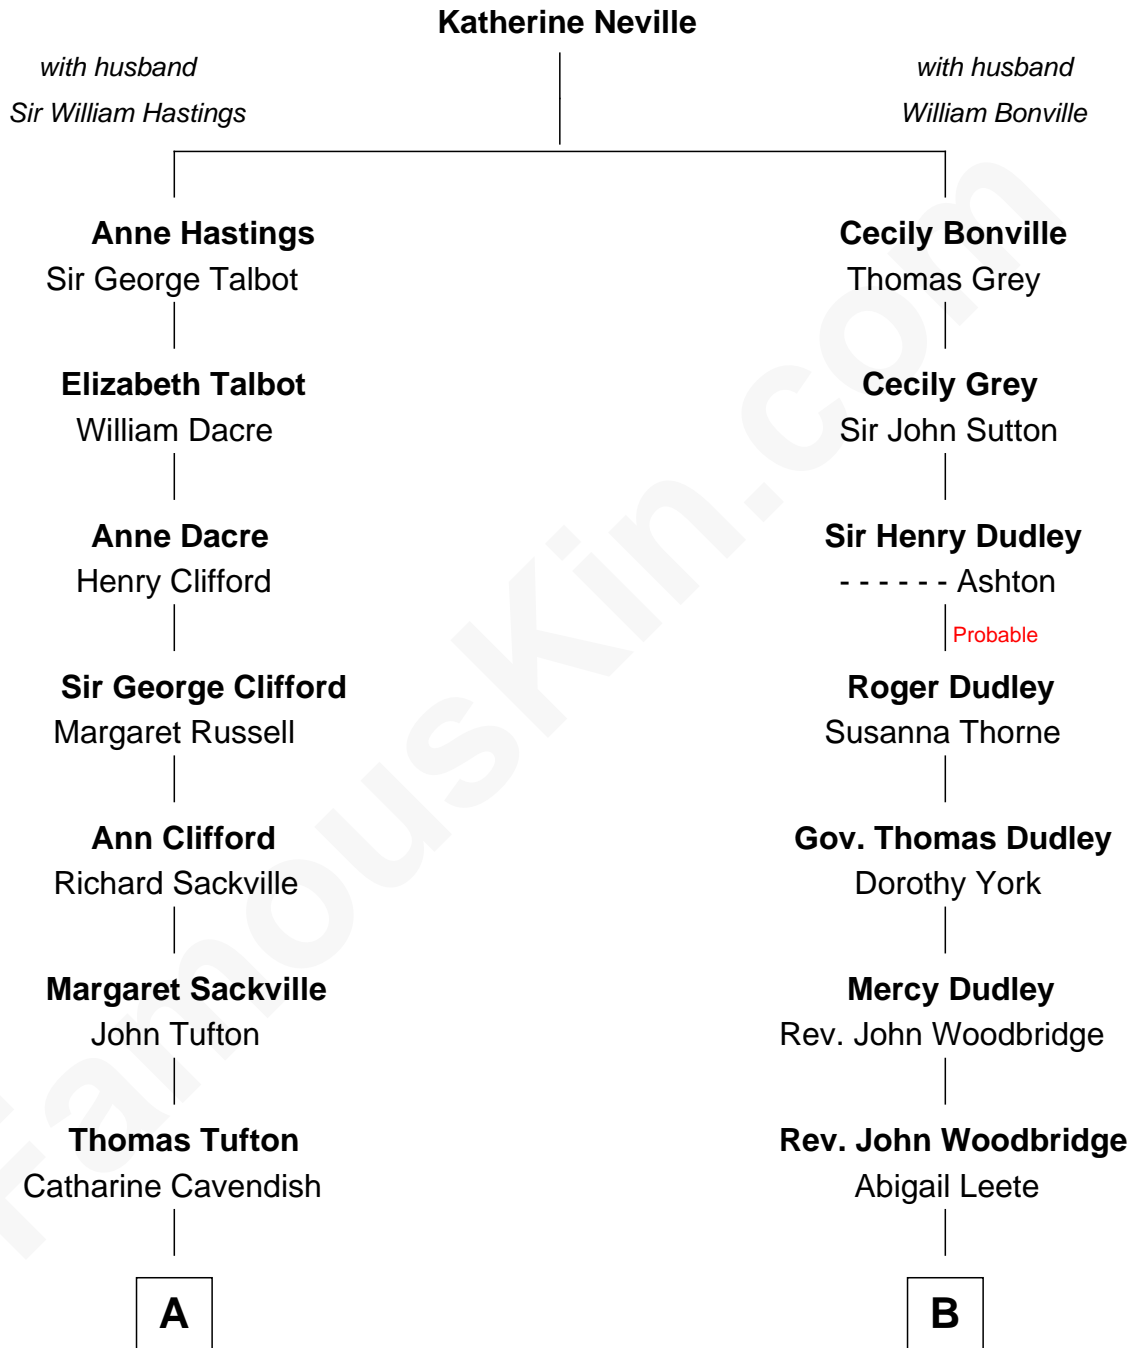 Katherine Neville
with husband
Sir William Hastings
with husband
William Bonville
Anne Hastings
Sir George Talbot
Cecily Bonville
Thomas Grey
Elizabeth Talbot
William Dacre
Cecily Grey
Sir John Sutton
Anne Dacre
Henry Clifford
Sir Henry Dudley
- - - - - - Ashton
Probable
Sir George Clifford
Margaret Russell
Roger Dudley
Susanna Thorne
Ann Clifford
Richard Sackville
Gov. Thomas Dudley
Dorothy York
Margaret Sackville
John Tufton
Mercy Dudley
Rev. John Woodbridge
Thomas Tufton
Catharine Cavendish
Rev. John Woodbridge
Abigail Leete
A
B
FamousKin.com